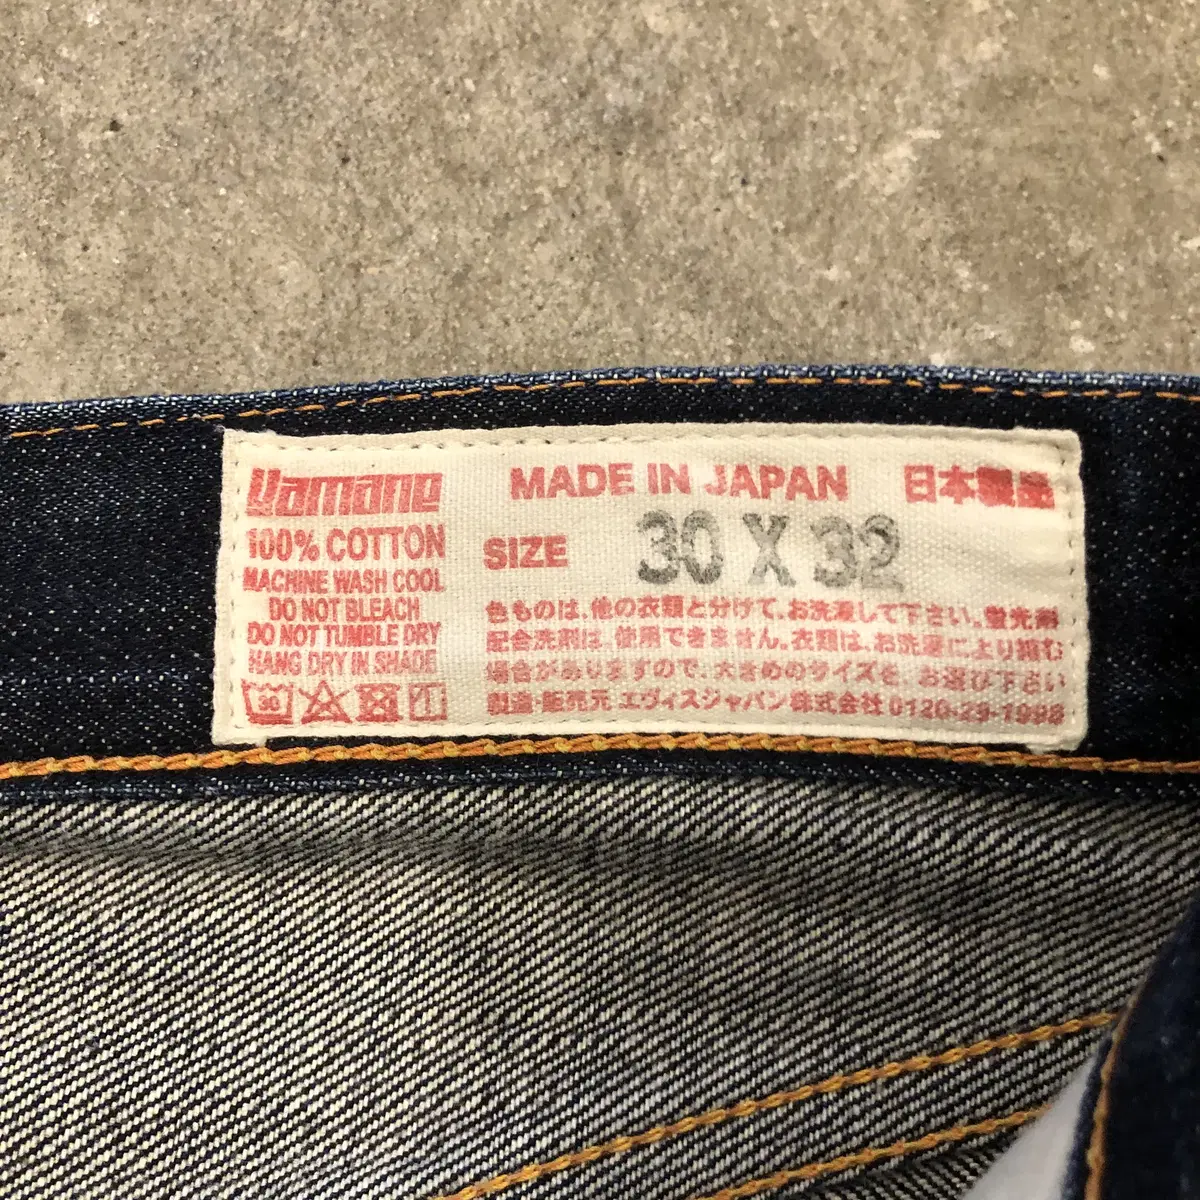 Yamane
100% COTTON
MACHINE WASH COOL
DO NOT BLEACH
DO NOT TUMBLE DRY
HANG DRY IN SHADE
30
MADE IN JAPAN 日本製品
SIZE 30 X 32
色ものは、他の衣類と分けて、お洗濯して下さい。蛍光剤
配合洗剤は、使用できません。衣類は、お洗濯により縮む
場合がありますので、大きめのサイズを、お選び下さい
製造・販売元 エヴィスジャパン株式会社 0120-29-1998